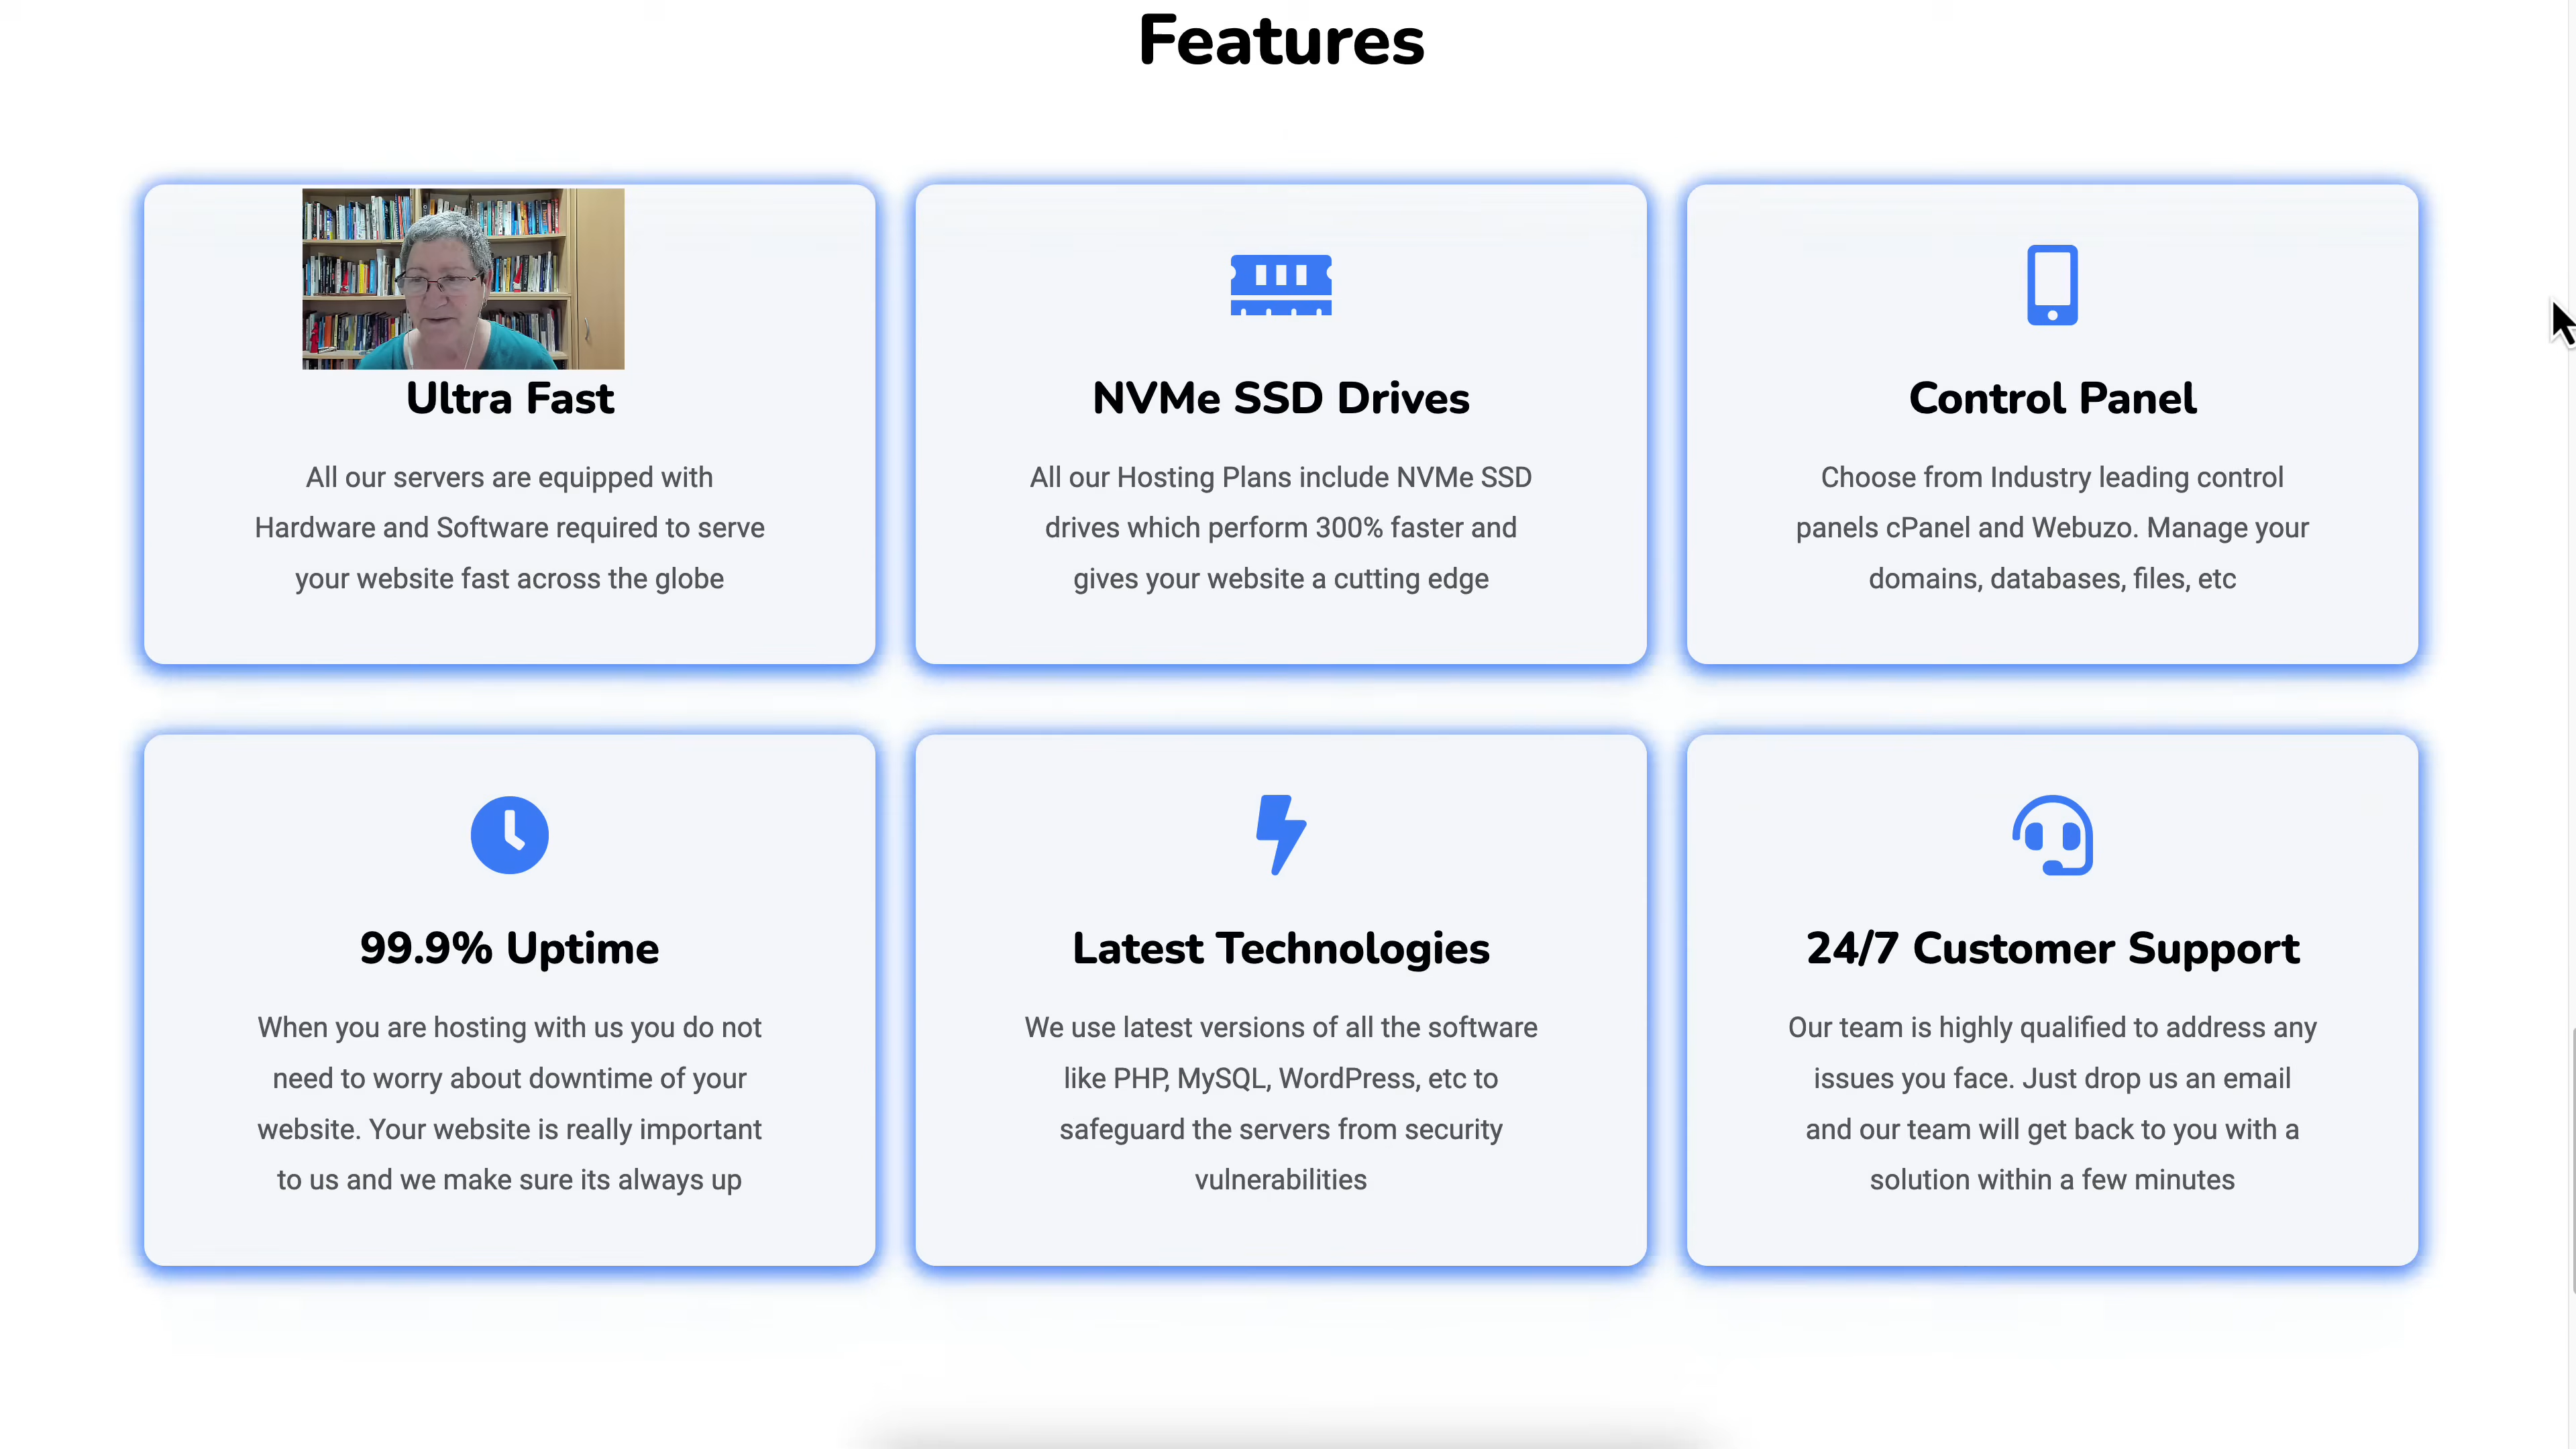 Features
Ultra Fast
All our servers are equipped with
Hardware and Software required to serve
your website fast across the globe
NVMe SSD Drives
All our Hosting Plans include NVMe SSD
drives which perform 300% faster and
gives your website a cutting edge
Control Panel
Choose from Industry leading control
panels cPanel and Webuzo. Manage your
domains, databases, files, etc
99.9% Uptime
When you are hosting with us you do not
need to worry about downtime of your
website. Your website is really important
to us and we make sure its always up
Latest Technologies
We use latest versions of all the software
like PHP, MySQL, WordPress, etc to
safeguard the servers from security
vulnerabilities
24/7 Customer Support
Our team is highly qualified to address any
issues you face. Just drop us an email
and our team will get back to you with a
solution within a few minutes